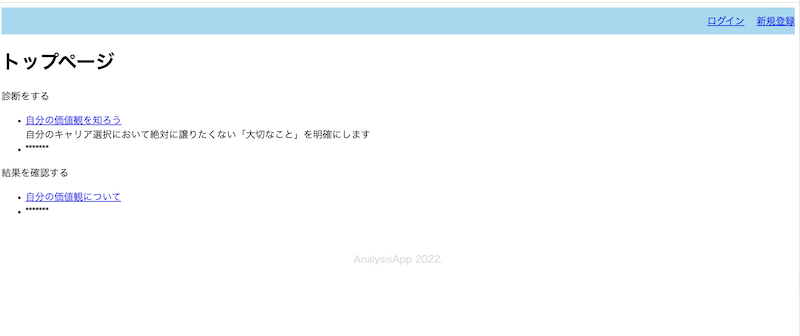 ログイン 新規登録
トップページ
診断をする
自分の価値観を知ろう
自分のキャリア選択において絶対に譲りたくない「大切なこと」を明確にします
*******
結果を確認する
自分の価値観について
*******
AnalysisApp 2022.